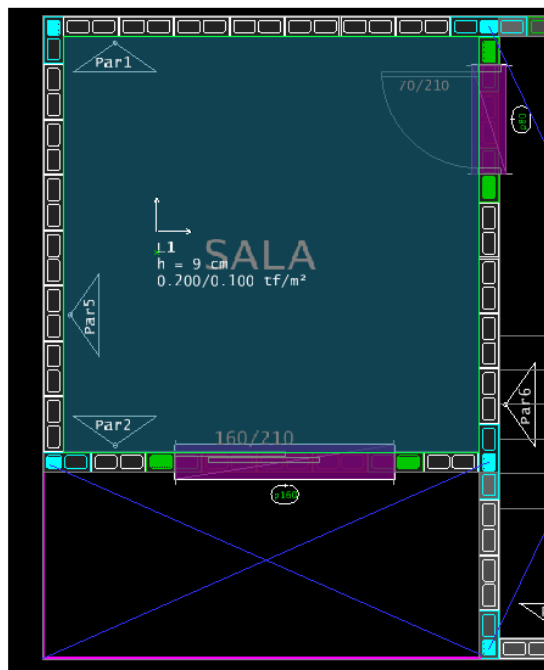 Par1
70/210
p80
L1
SALA
h = 9 cm
0.200/0.100 tf/m²
Par5
Par6
Par2
160/210
p160